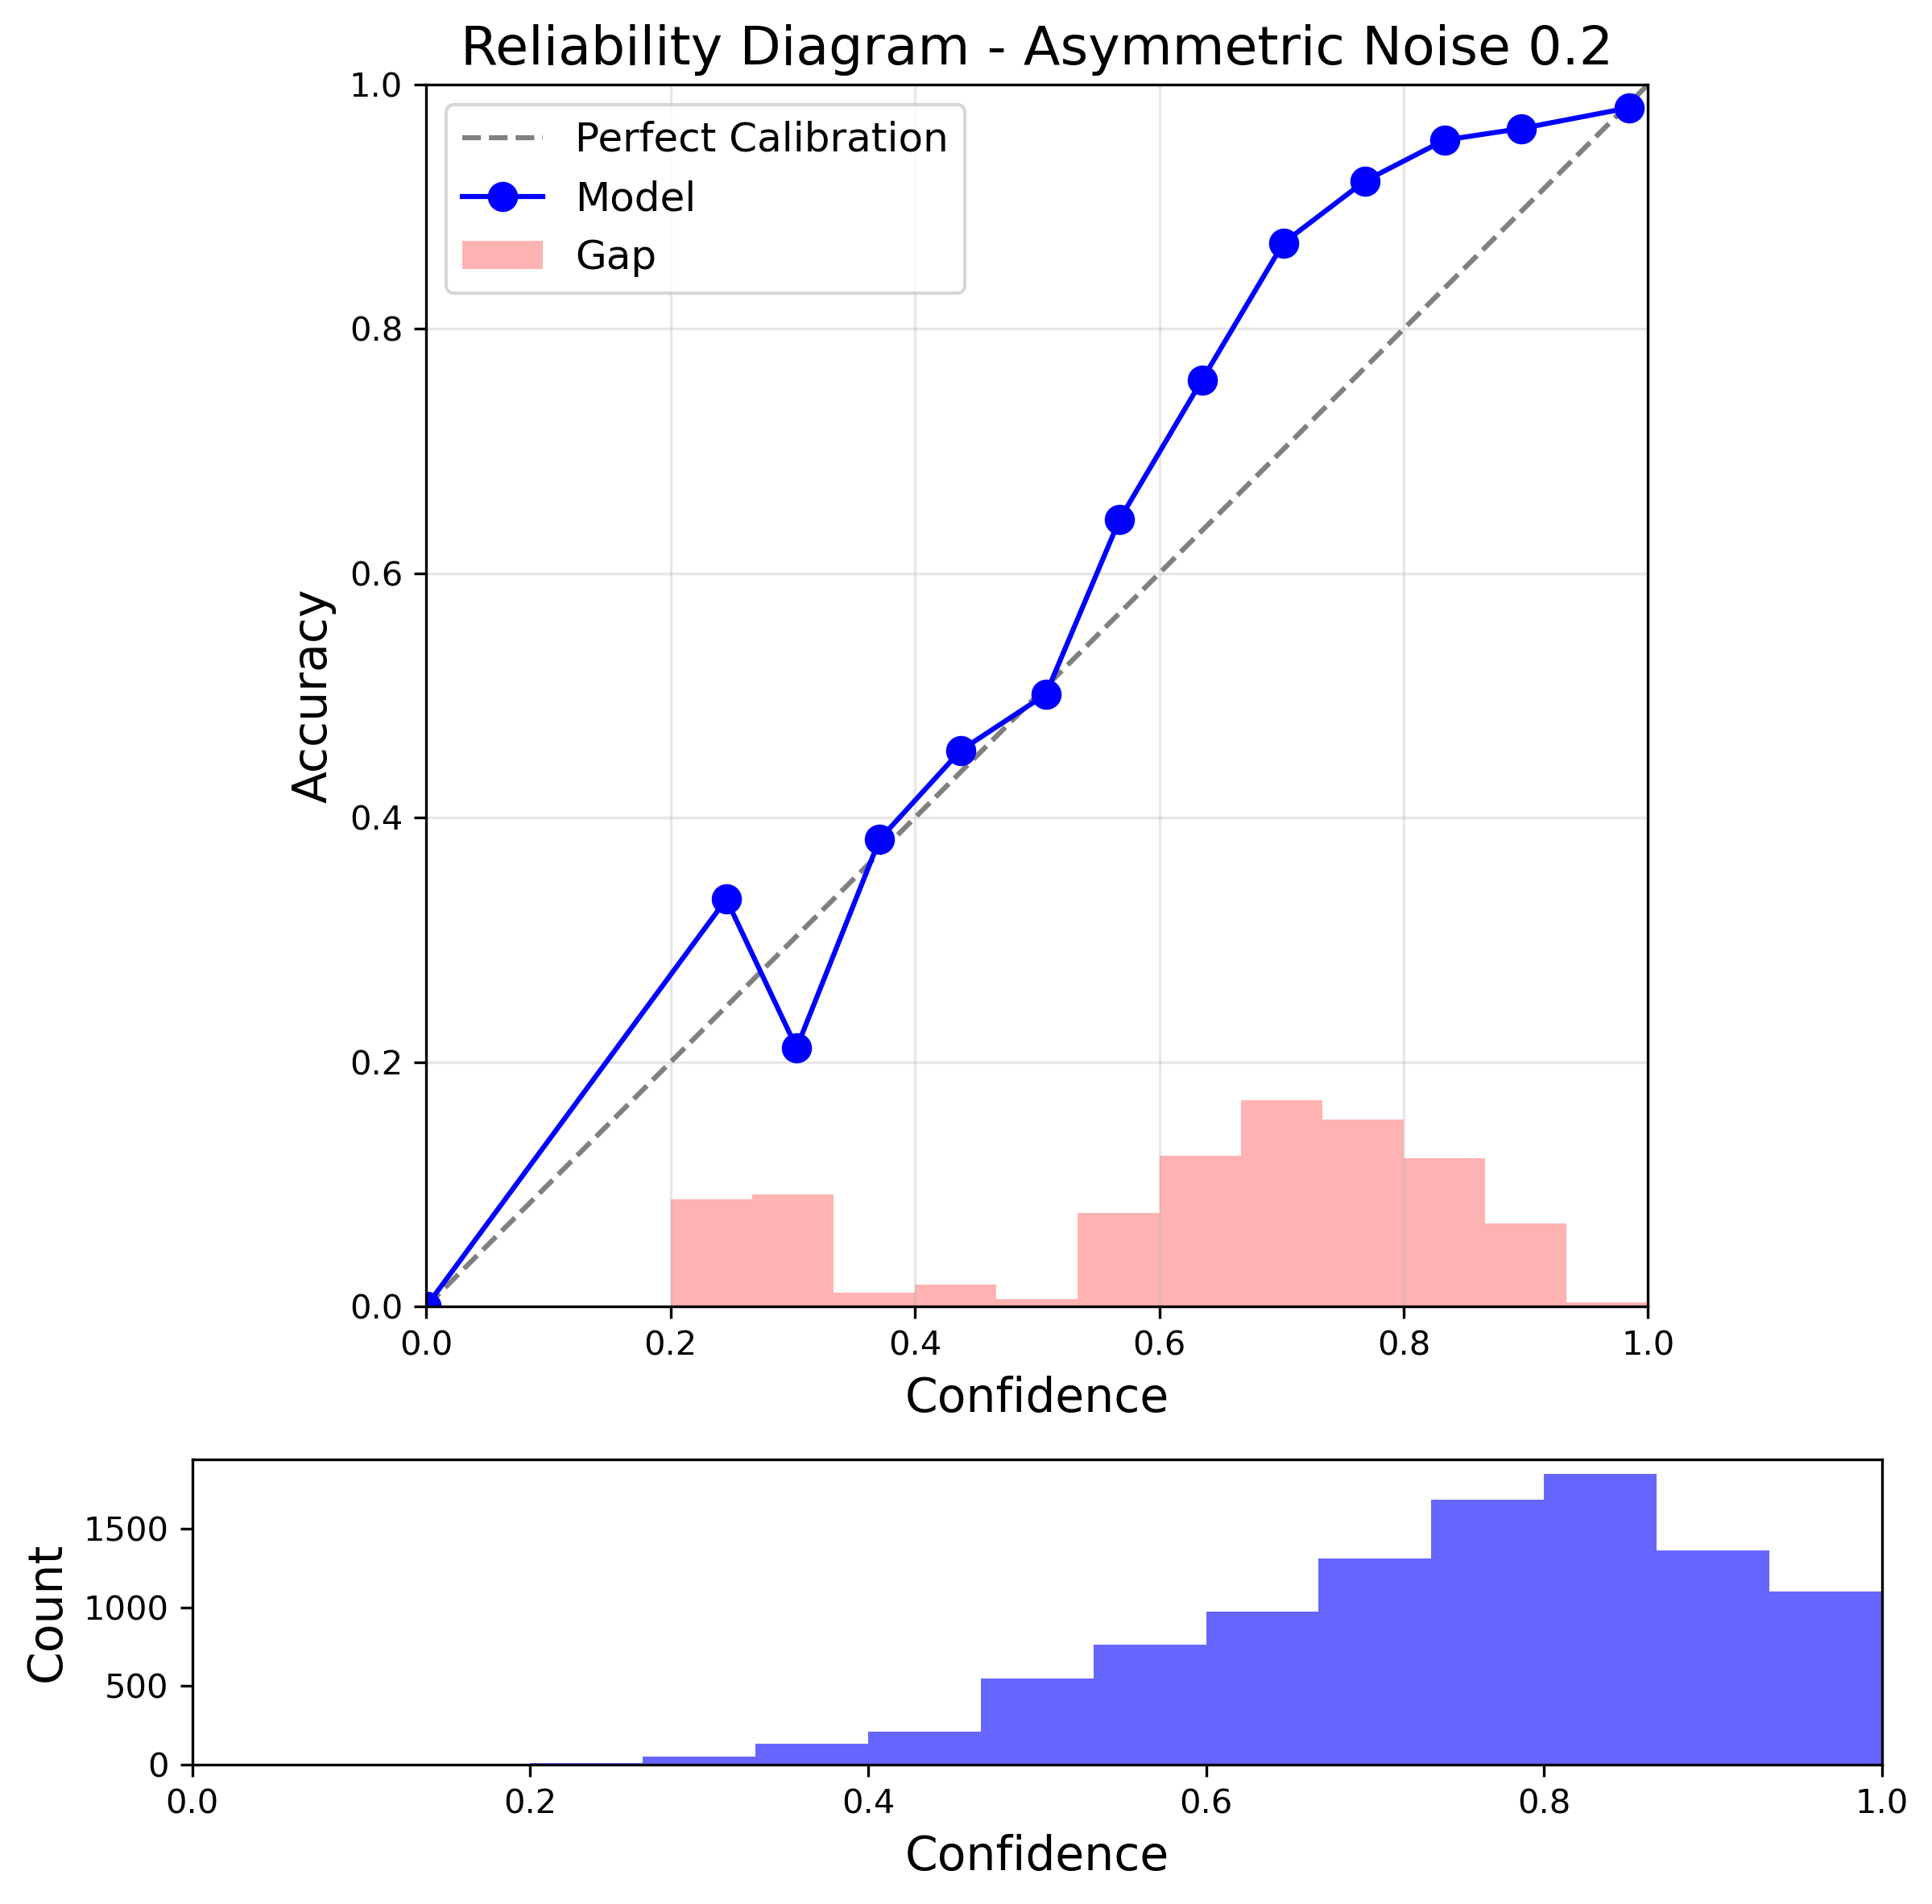 Reliability Diagram - Asymmetric Noise 0.2
Perfect Calibration
Model
Gap
1.0
0.8
0.6
0.4
0.2
0.0
Accuracy
0.0 0.2 0.4 0.6 0.8 1.0
Confidence
1500
1000
500
0
Count
0.0 0.2 0.4 0.6 0.8 1.0
Confidence